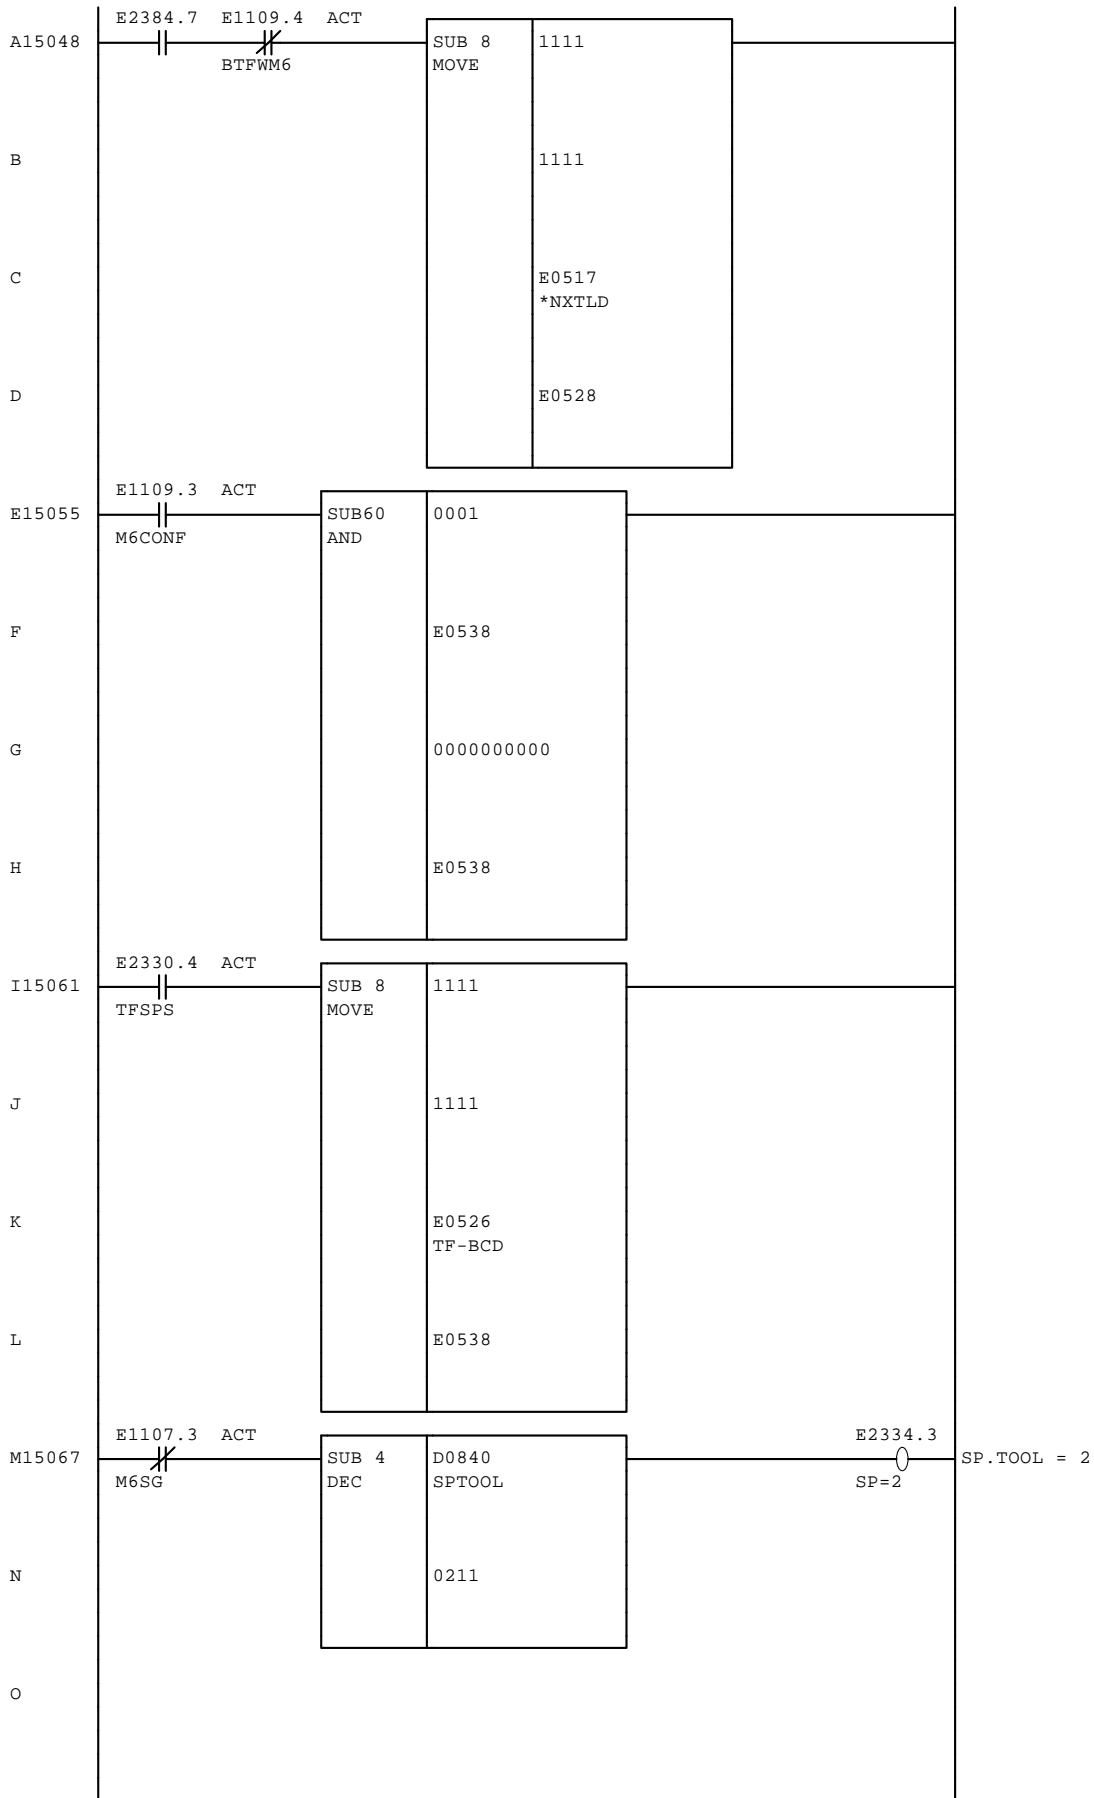 E2384.7 E1109.4 ACT
A15048 SUB 8 1111
BTFWM6 MOVE
B 1111
C E0517
*NXTLD
D E0528
E1109.3 ACT
E15055 SUB60 0001
M6CONF AND
F E0538
G 0000000000
H E0538
E2330.4 ACT
I15061 SUB 8 1111
TFSPS MOVE
J 1111
K E0526
TF-BCD
L E0538
E1107.3 ACT E2334.3
M15067 SUB 4 D0840 SP.TOOL = 2
M6SG DEC SPTOOL SP=2
N 0211
O